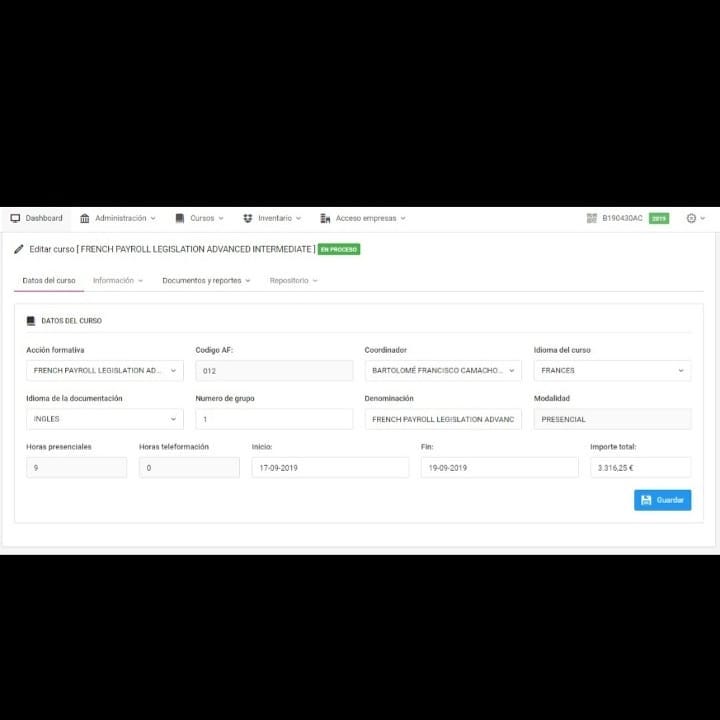 Dashboard Administración Cursos Inventario Acceso empresas B190430AC 2019
Editar curso [ FRENCH PAYROLL LEGISLATION ADVANCED INTERMEDIATE ] EN PROCESO
Datos del curso Información Documentos y reportes Repositorio
DATOS DEL CURSO
Acción formativa Codigo AF: Coordinador Idioma del curso
FRENCH PAYROLL LEGISLATION AD... 012 BARTOLOMÉ FRANCISCO CAMACHO... FRANCES
Idioma de la documentación Numero de grupo Denominación Modalidad
INGLES 1 FRENCH PAYROLL LEGISLATION ADVANC PRESENCIAL
Horas presenciales Horas teleformación Inicio: Fin: Importe total:
9 0 17-09-2019 19-09-2019 3.316,25 €
Guardar